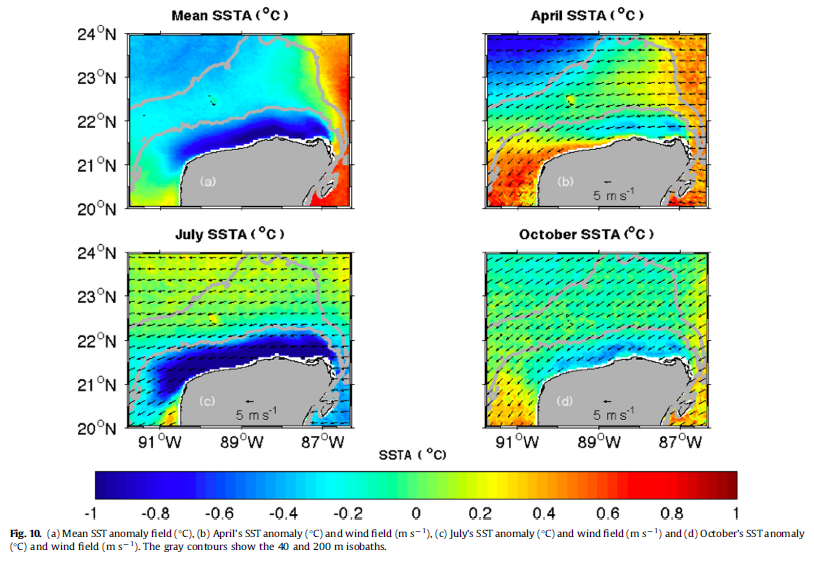 Mean SSTA (°C)
April SSTA (°C)
24°N
23°N
22°N
21°N
20°N
(a)
(b)
5 m s⁻¹
July SSTA (°C)
October SSTA (°C)
24°N
23°N
22°N
21°N
20°N
(c)
5 m s⁻¹
(d)
5 m s⁻¹
91°W 89°W 87°W
91°W 89°W 87°W
SSTA (°C)
-1 -0.8 -0.6 -0.4 -0.2 0 0.2 0.4 0.6 0.8 1
Fig. 10. (a) Mean SST anomaly field (°C), (b) April's SST anomaly (°C) and wind field (m s⁻¹), (c) July's SST anomaly (°C) and wind field (m s⁻¹) and (d) October's SST anomaly
(°C) and wind field (m s⁻¹). The gray contours show the 40 and 200 m isobaths.